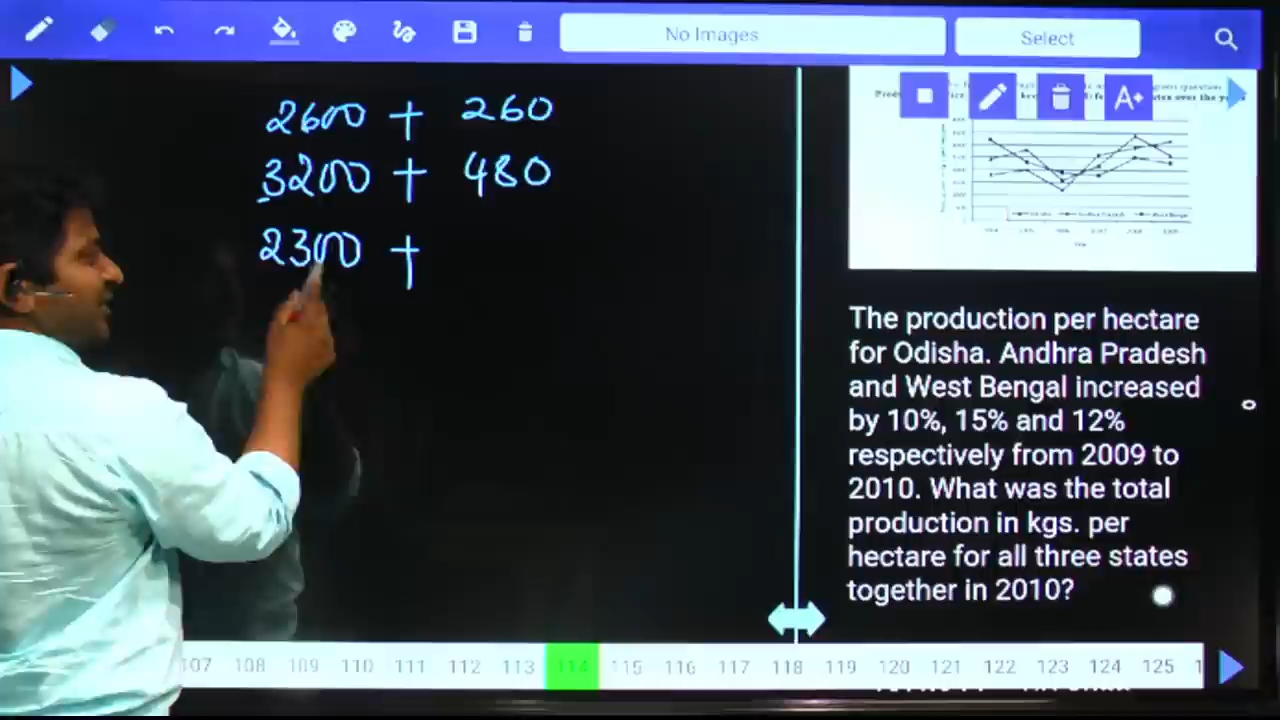 No Images
Select
A+
2600 + 260
3200 + 480
2300 +
The production per hectare
for Odisha. Andhra Pradesh
and West Bengal increased
by 10%, 15% and 12%
respectively from 2009 to
2010. What was the total
production in kgs. per
hectare for all three states
together in 2010?
107 108 109 110 111 112 113 114 115 116 117 118 119 120 121 122 123 124 125